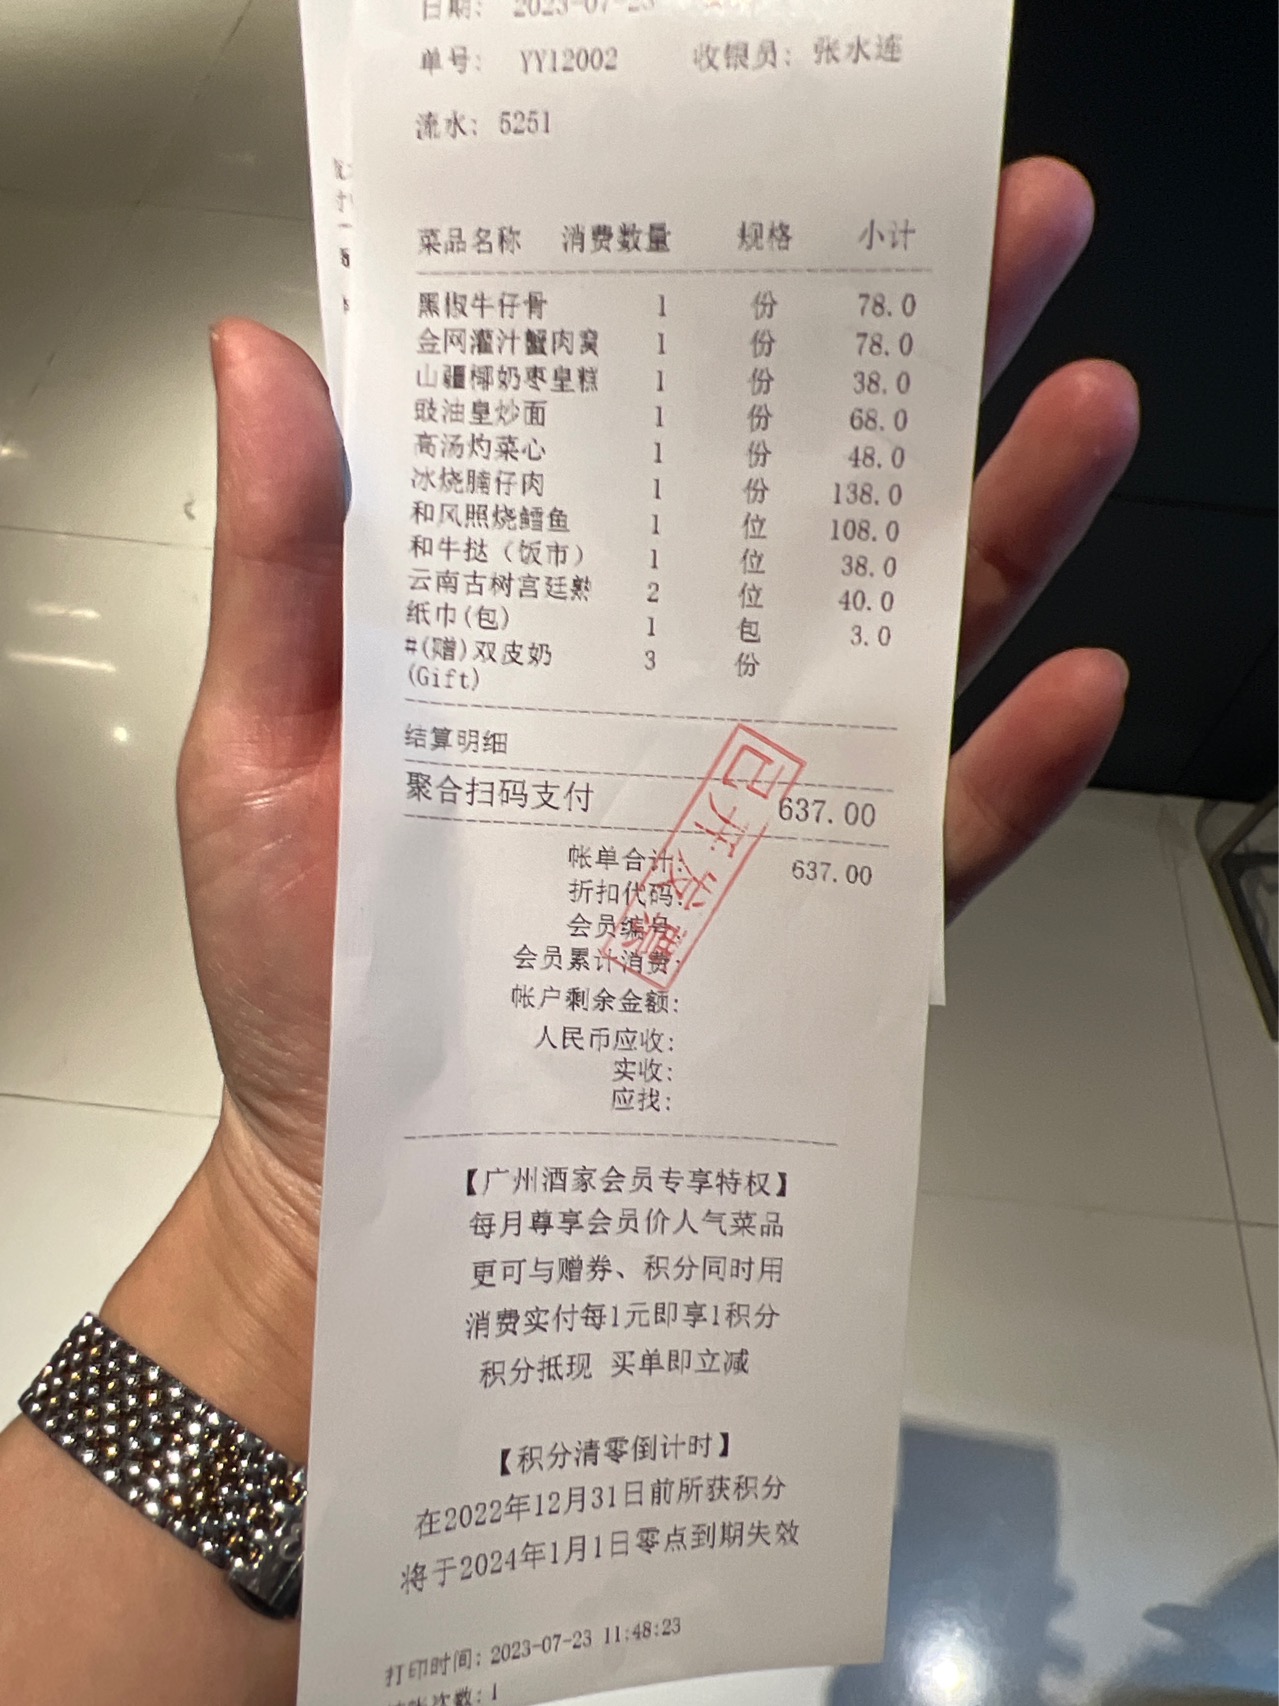 日期: 2023-07-23
单号: YY12002 收银员: 张水连
流水: 5251
菜品名称 消费数量 规格 小计
黑椒牛仔骨 1 份 78.0
金网灌汁蟹肉窝 1 份 78.0
山疆椰奶枣皇糕 1 份 38.0
豉油皇炒面 1 份 68.0
高汤灼菜心 1 份 48.0
冰烧腩仔肉 1 份 138.0
和风照烧鳕鱼 1 位 108.0
和牛挞（饭市） 1 位 38.0
云南古树宫廷熟 2 位 40.0
纸巾(包) 1 包 3.0
#(赠)双皮奶 3 份
(Gift)
结算明细
聚合扫码支付 637.00
已开发票
帐单合计: 637.00
折扣代码:
会员编号:
会员累计消费:
帐户剩余金额:
人民币应收:
实收:
应找:
【广州酒家会员专享特权】
每月尊享会员价人气菜品
更可与赠券、积分同时用
消费实付每1元即享1积分
积分抵现 买单即立减
【积分清零倒计时】
在2022年12月31日前所获积分
将于2024年1月1日零点到期失效
打印时间: 2023-07-23 11:48:23
次数: 1